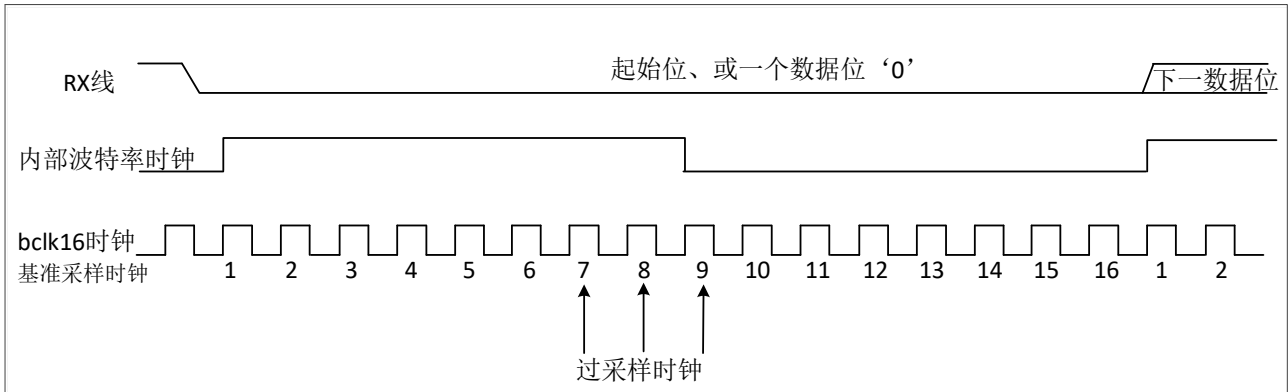 RX线
起始位、或一个数据位‘0’
下一数据位
内部波特率时钟
bclk16时钟
基准采样时钟
1 2 3 4 5 6 7 8 9 10 11 12 13 14 15 16 1 2
过采样时钟